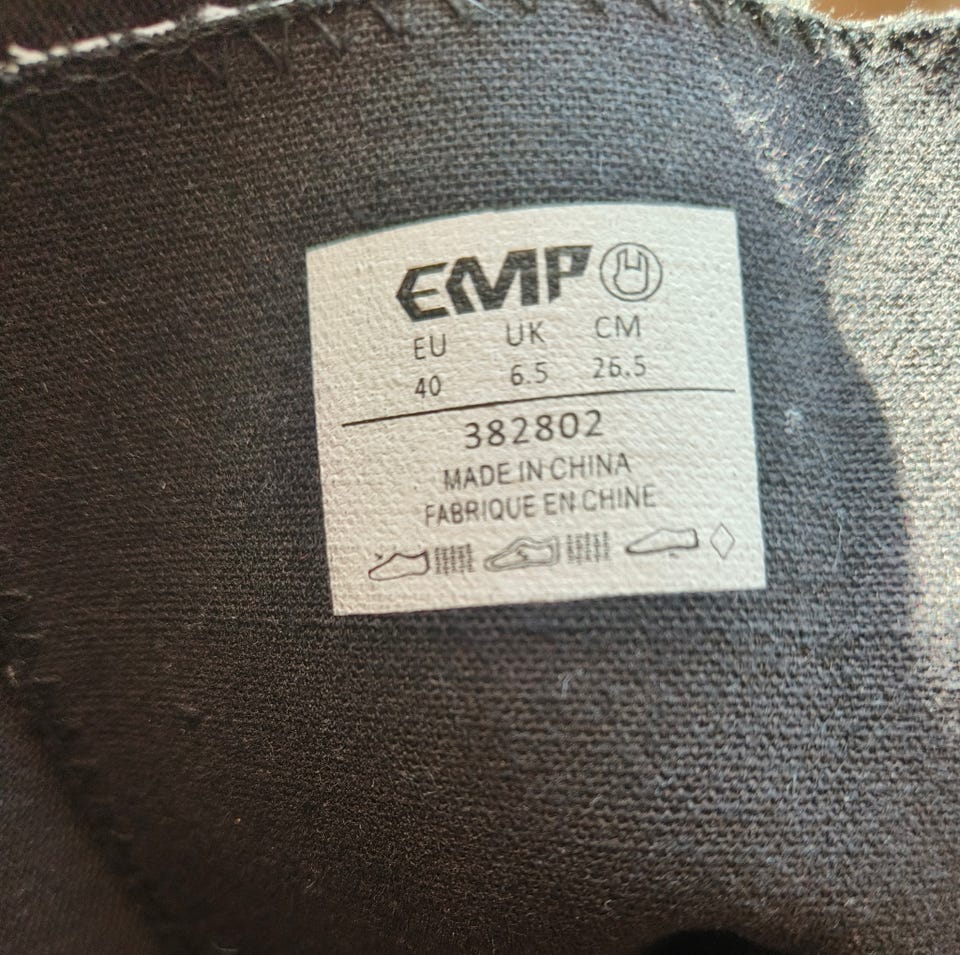 EMP
EU UK CM
40 6.5 26.5
382802
MADE IN CHINA
FABRIQUE EN CHINE